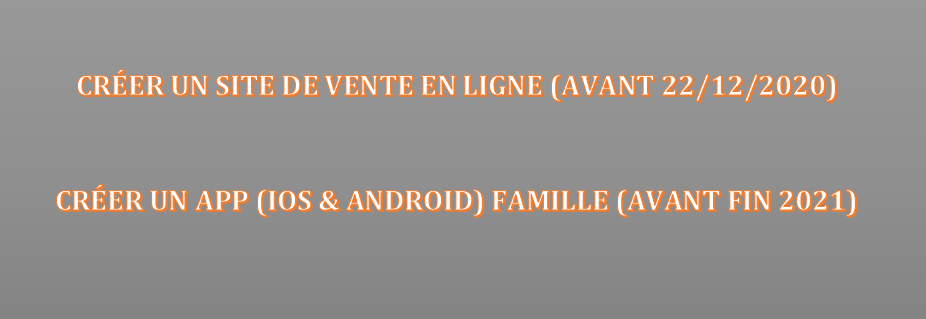 CRÉER UN SITE DE VENTE EN LIGNE (AVANT 22/12/2020)
CRÉER UN APP (IOS & ANDROID) FAMILLE (AVANT FIN 2021)